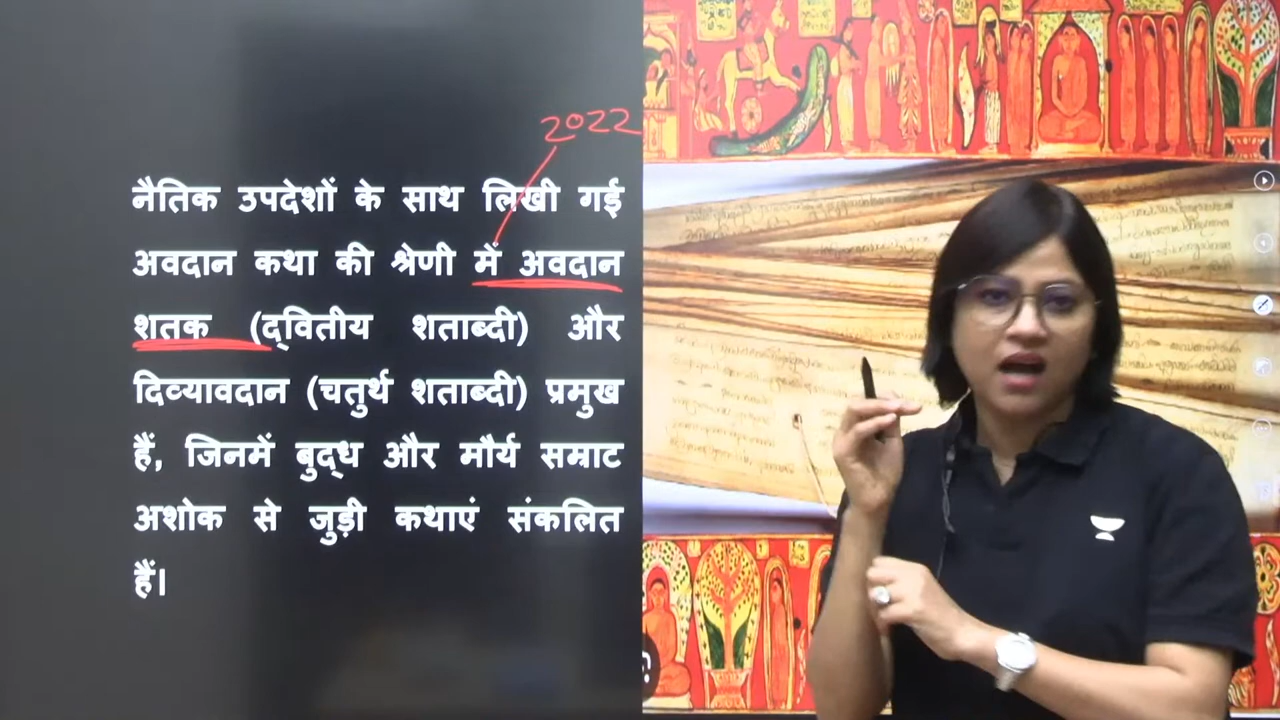 2022
नैतिक उपदेशों के साथ लिखी गई
अवदान कथा की श्रेणी में अवदान
शतक (द्वितीय शताब्दी) और
दिव्यावदान (चतुर्थ शताब्दी) प्रमुख
हैं, जिनमें बुद्ध और मौर्य सम्राट
अशोक से जुड़ी कथाएं संकलित
हैं।